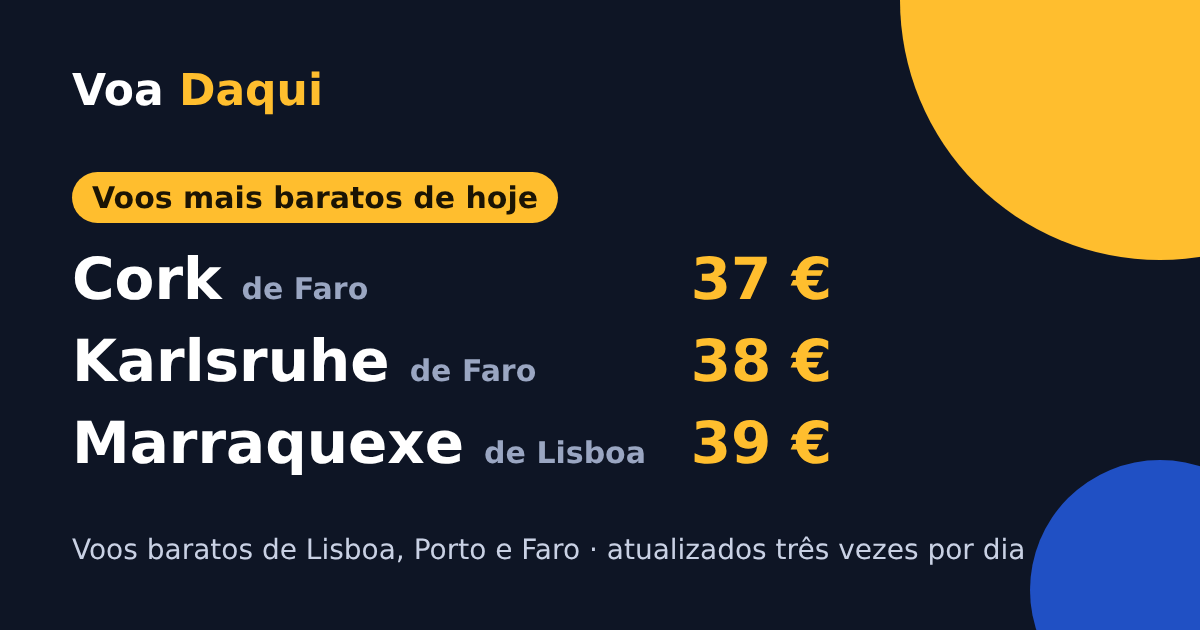 Voa Daqui
Voos mais baratos de hoje
Cork de Faro 37 €
Karlsruhe de Faro 38 €
Marraquexe de Lisboa 39 €
Voos baratos de Lisboa, Porto e Faro · atualizados três vezes por dia